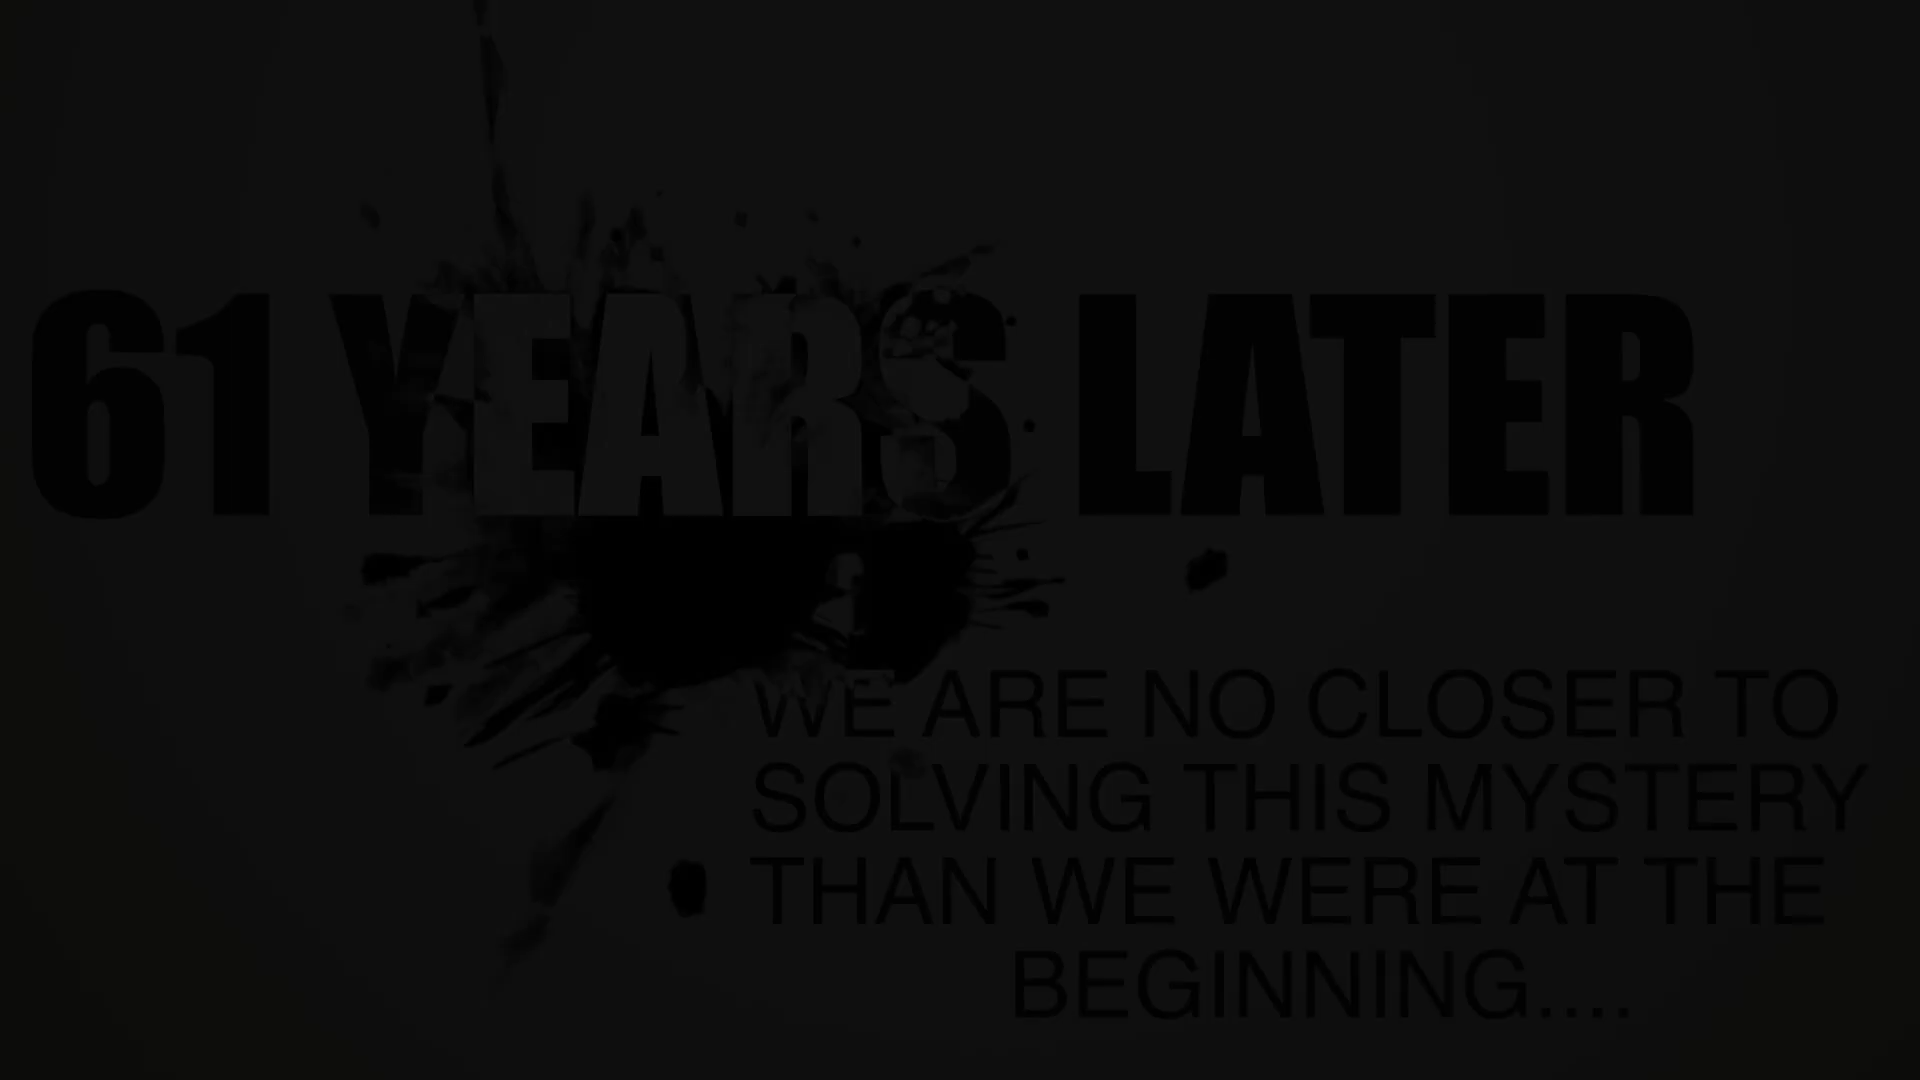 61 YEARS LATER
WE ARE NO CLOSER TO
SOLVING THIS MYSTERY
THAN WE WERE AT THE
BEGINNING....